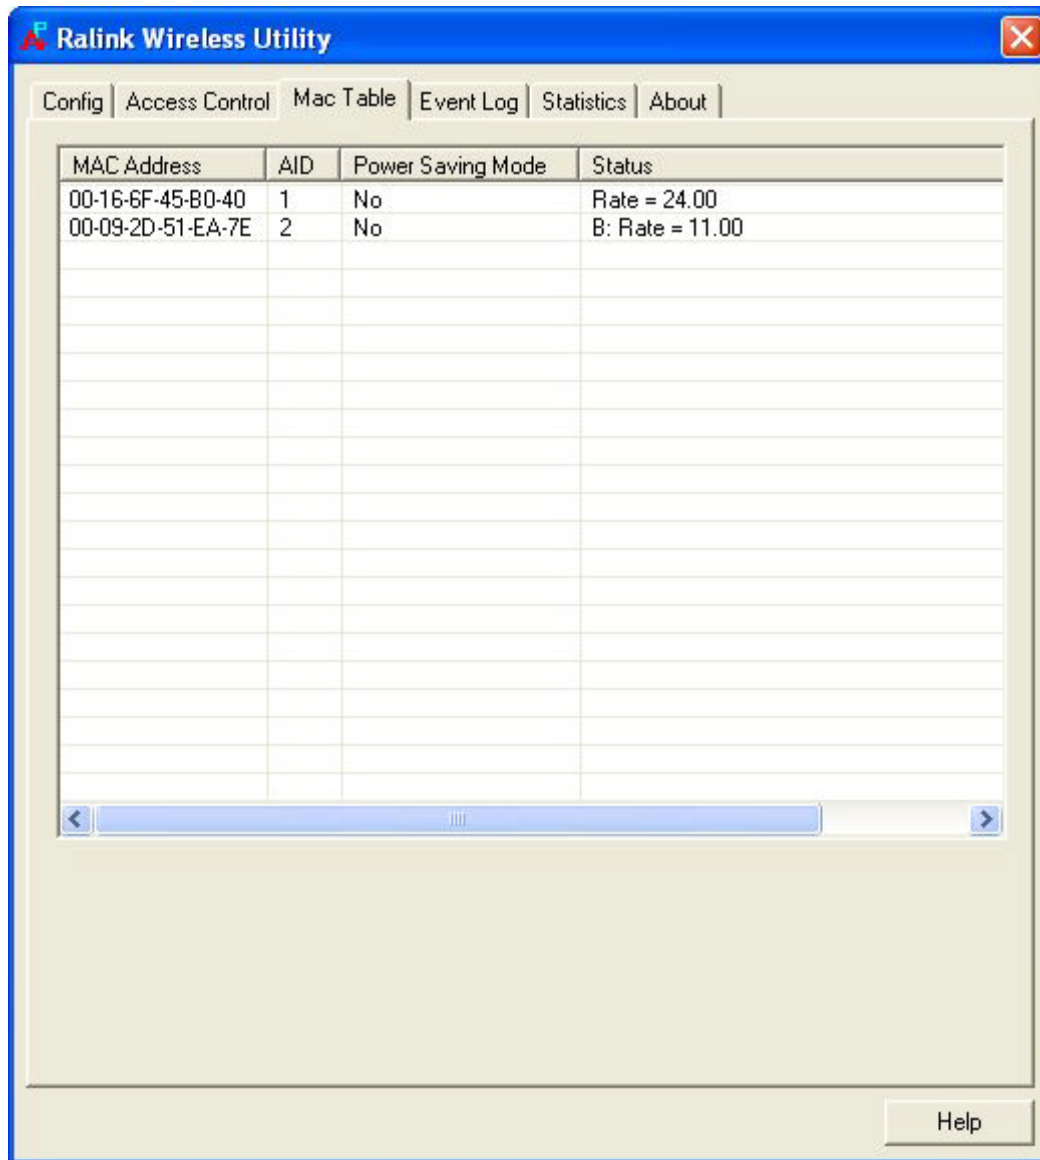 Ralink Wireless Utility
Config Access Control Mac Table Event Log Statistics About
MAC Address AID Power Saving Mode Status
00-16-6F-45-B0-40 1 No Rate = 24.00
00-09-2D-51-EA-7E 2 No B: Rate = 11.00
Help